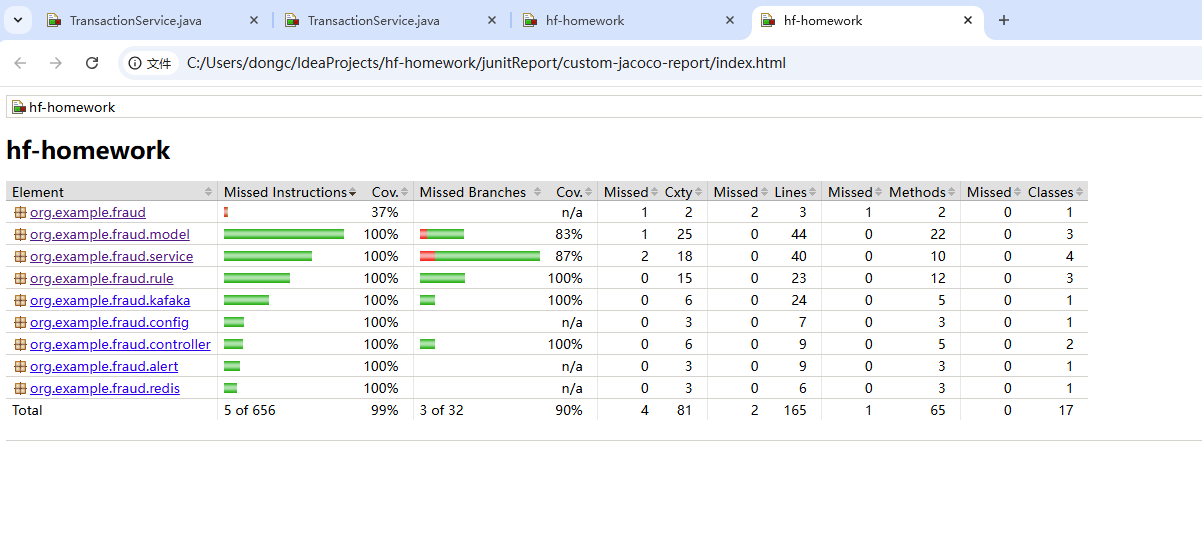 TransactionService.java
TransactionService.java
hf-homework
hf-homework
文件 C:/Users/dongc/IdeaProjects/hf-homework/junitReport/custom-jacoco-report/index.html
hf-homework
hf-homework
Element Missed Instructions Cov. Missed Branches Cov. Missed Cxty Missed Lines Missed Methods Missed Classes
org.example.fraud 37% n/a 1 2 2 3 1 2 0 1
org.example.fraud.model 100% 83% 1 25 0 44 0 22 0 3
org.example.fraud.service 100% 87% 2 18 0 40 0 10 0 4
org.example.fraud.rule 100% 100% 0 15 0 23 0 12 0 3
org.example.fraud.kafaka 100% 100% 0 6 0 24 0 5 0 1
org.example.fraud.config 100% n/a 0 3 0 7 0 3 0 1
org.example.fraud.controller 100% 100% 0 6 0 9 0 5 0 2
org.example.fraud.alert 100% n/a 0 3 0 9 0 3 0 1
org.example.fraud.redis 100% n/a 0 3 0 6 0 3 0 1
Total 5 of 656 99% 3 of 32 90% 4 81 2 165 1 65 0 17